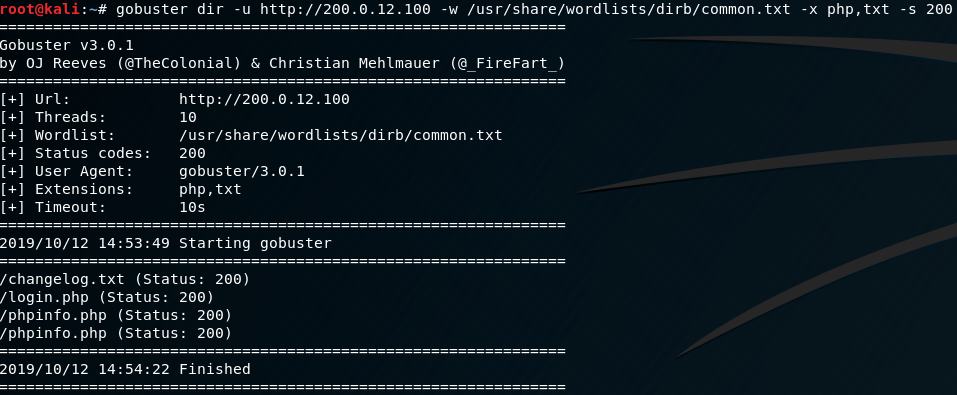 root@kali:~# gobuster dir -u http://200.0.12.100 -w /usr/share/wordlists/dirb/common.txt -x php,txt -s 200
===============================================================
Gobuster v3.0.1
by OJ Reeves (@TheColonial) & Christian Mehlmauer (@_FireFart_)
===============================================================
[+] Url:            http://200.0.12.100
[+] Threads:        10
[+] Wordlist:       /usr/share/wordlists/dirb/common.txt
[+] Status codes:   200
[+] User Agent:     gobuster/3.0.1
[+] Extensions:     php,txt
[+] Timeout:        10s
===============================================================
2019/10/12 14:53:49 Starting gobuster
===============================================================
/changelog.txt (Status: 200)
/login.php (Status: 200)
/phpinfo.php (Status: 200)
/phpinfo.php (Status: 200)
===============================================================
2019/10/12 14:54:22 Finished
===============================================================